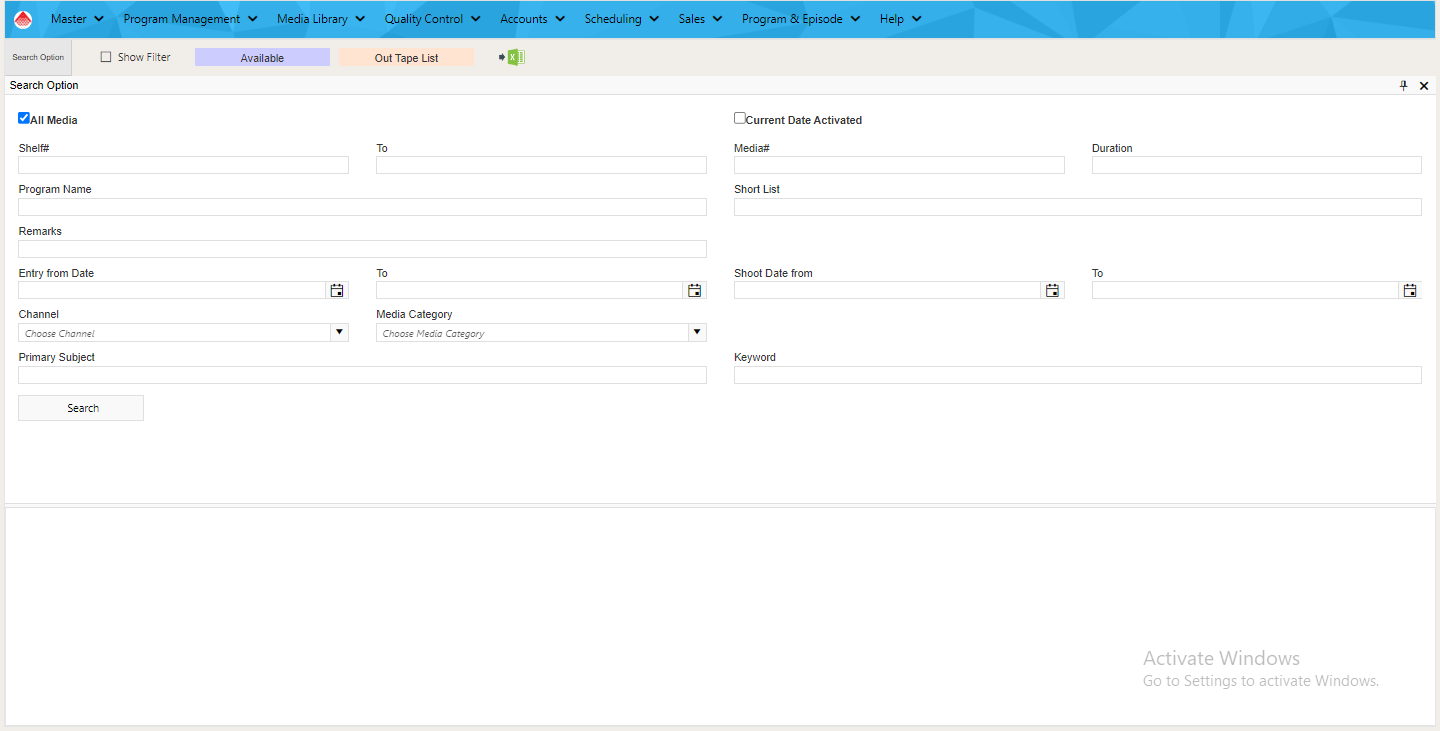 Master Program Management Media Library Quality Control Accounts Scheduling Sales Program & Episode Help
Search Option Show Filter Available Out Tape List
Search Option
All Media Current Date Activated
Shelf# To Media# Duration
Program Name Short List
Remarks
Entry from Date To Shoot Date from To
Channel Media Category
Choose Channel Choose Media Category
Primary Subject Keyword
Search
Activate Windows
Go to Settings to activate Windows.